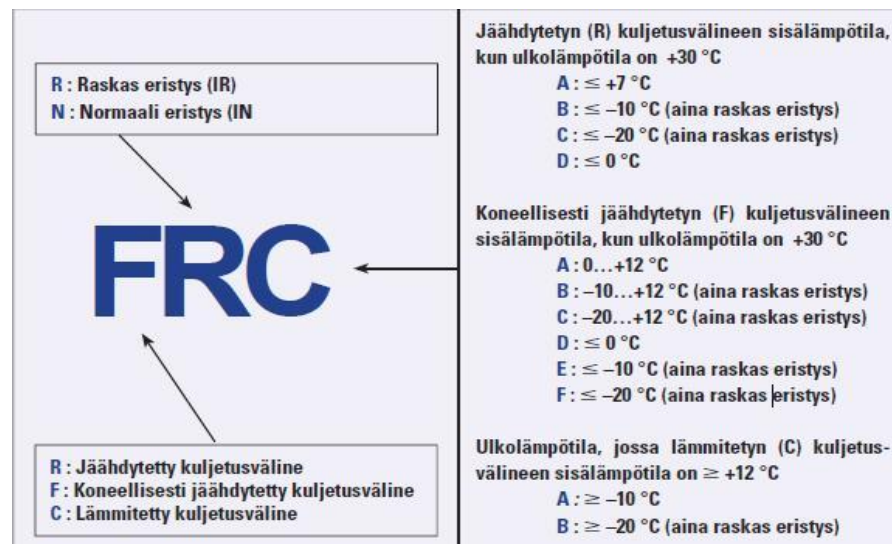 R : Raskas eristys (IR)
N : Normaali eristys (IN
FRC
R : Jäähdytetty kuljetusväline
F : Koneellisesti jäähdytetty kuljetusväline
C : Lämmitetty kuljetusväline
Jäähdytetyn (R) kuljetusvälineen sisälämpötila,
kun ulkolämpötila on +30 °C
A : ≤ +7 °C
B : ≤ –10 °C (aina raskas eristys)
C : ≤ –20 °C (aina raskas eristys)
D : ≤ 0 °C
Koneellisesti jäähdytetyn (F) kuljetusvälineen
sisälämpötila, kun ulkolämpötila on +30 °C
A : 0…+12 °C
B : –10…+12 °C (aina raskas eristys)
C : –20…+12 °C (aina raskas eristys)
D : ≤ 0 °C
E : ≤ –10 °C (aina raskas eristys)
F : ≤ –20 °C (aina raskas eristys)
Ulkolämpötila, jossa lämmitetyn (C) kuljetus-
välineen sisälämpötila on ≥ +12 °C
A : ≥ –10 °C
B : ≥ –20 °C (aina raskas eristys)